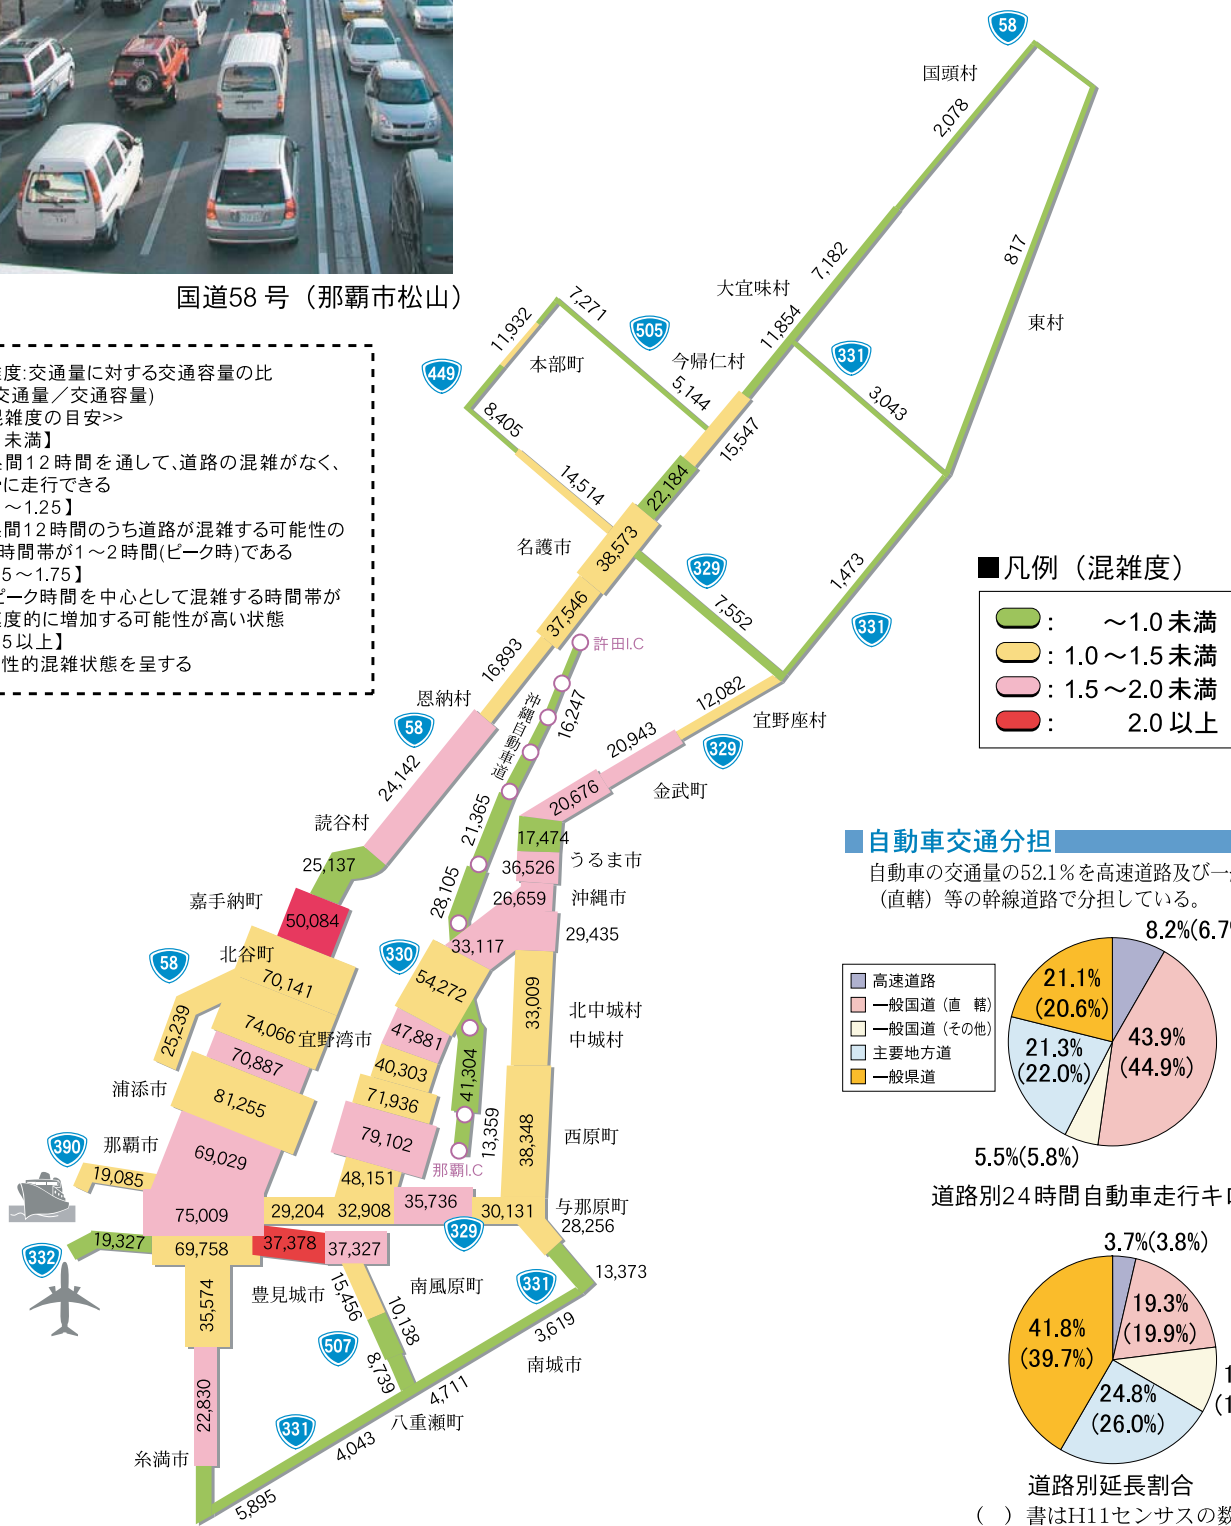 国道58号（那覇市松山）
度:交通量に対する交通容量の比
交通量／交通容量)
雑度の目安>>
未満】
間12時間を通して、道路の混雑がなく、
に走行できる
～1.25】
間12時間のうち道路が混雑する可能性の
時間帯が1～2時間(ピーク時)である
5～1.75】
ピーク時間を中心として混雑する時間帯が
度的に増加する可能性が高い状態
5以上】
性的混雑状態を呈する
58
国頭村
2,078
817
7,182
大宜味村
東村
11,854
331
3,043
7,271
505
11,932
本部町
今帰仁村
449
5,144
8,405
15,547
14,514
22,184
名護市
38,573
329
7,552
1,473
331
37,546
許田I.C
16,893
恩納村
沖縄自動車道
16,247
12,082
宜野座村
58
24,142
20,943
329
金武町
20,676
読谷村
21,365
17,474
25,137
36,526
うるま市
28,105
嘉手納町
26,659
沖縄市
50,084
33,117
29,435
330
北谷町
58
70,141
54,272
33,009
北中城村
25,239
74,066
宜野湾市
47,881
中城村
70,887
40,303
41,304
浦添市
81,255
71,936
13,359
那覇市
79,102
38,348
西原町
390
69,029
那覇I.C
19,085
48,151
75,009
29,204
32,908
35,736
30,131
与那原町
28,256
329
332
19,327
69,758
37,378
37,327
13,373
35,574
豊見城市
15,456
南風原町
331
10,138
3,619
507
8,739
南城市
22,830
4,711
八重瀬町
331
4,043
糸満市
5,895
■凡例（混雑度）
： ～1.0未満
：1.0～1.5未満
：1.5～2.0未満
： 2.0以上
自動車交通分担
自動車の交通量の52.1％を高速道路及び一
（直轄）等の幹線道路で分担している。
8.2%(6.7
高速道路
一般国道（直 轄）
一般国道（その他）
主要地方道
一般県道
21.1%
(20.6%)
43.9%
(44.9%)
21.3%
(22.0%)
5.5%(5.8%)
道路別24時間自動車走行キロ
3.7%(3.8%)
19.3%
(19.9%)
41.8%
(39.7%)
1
(1
24.8%
(26.0%)
道路別延長割合
（ ）書はH11センサスの数